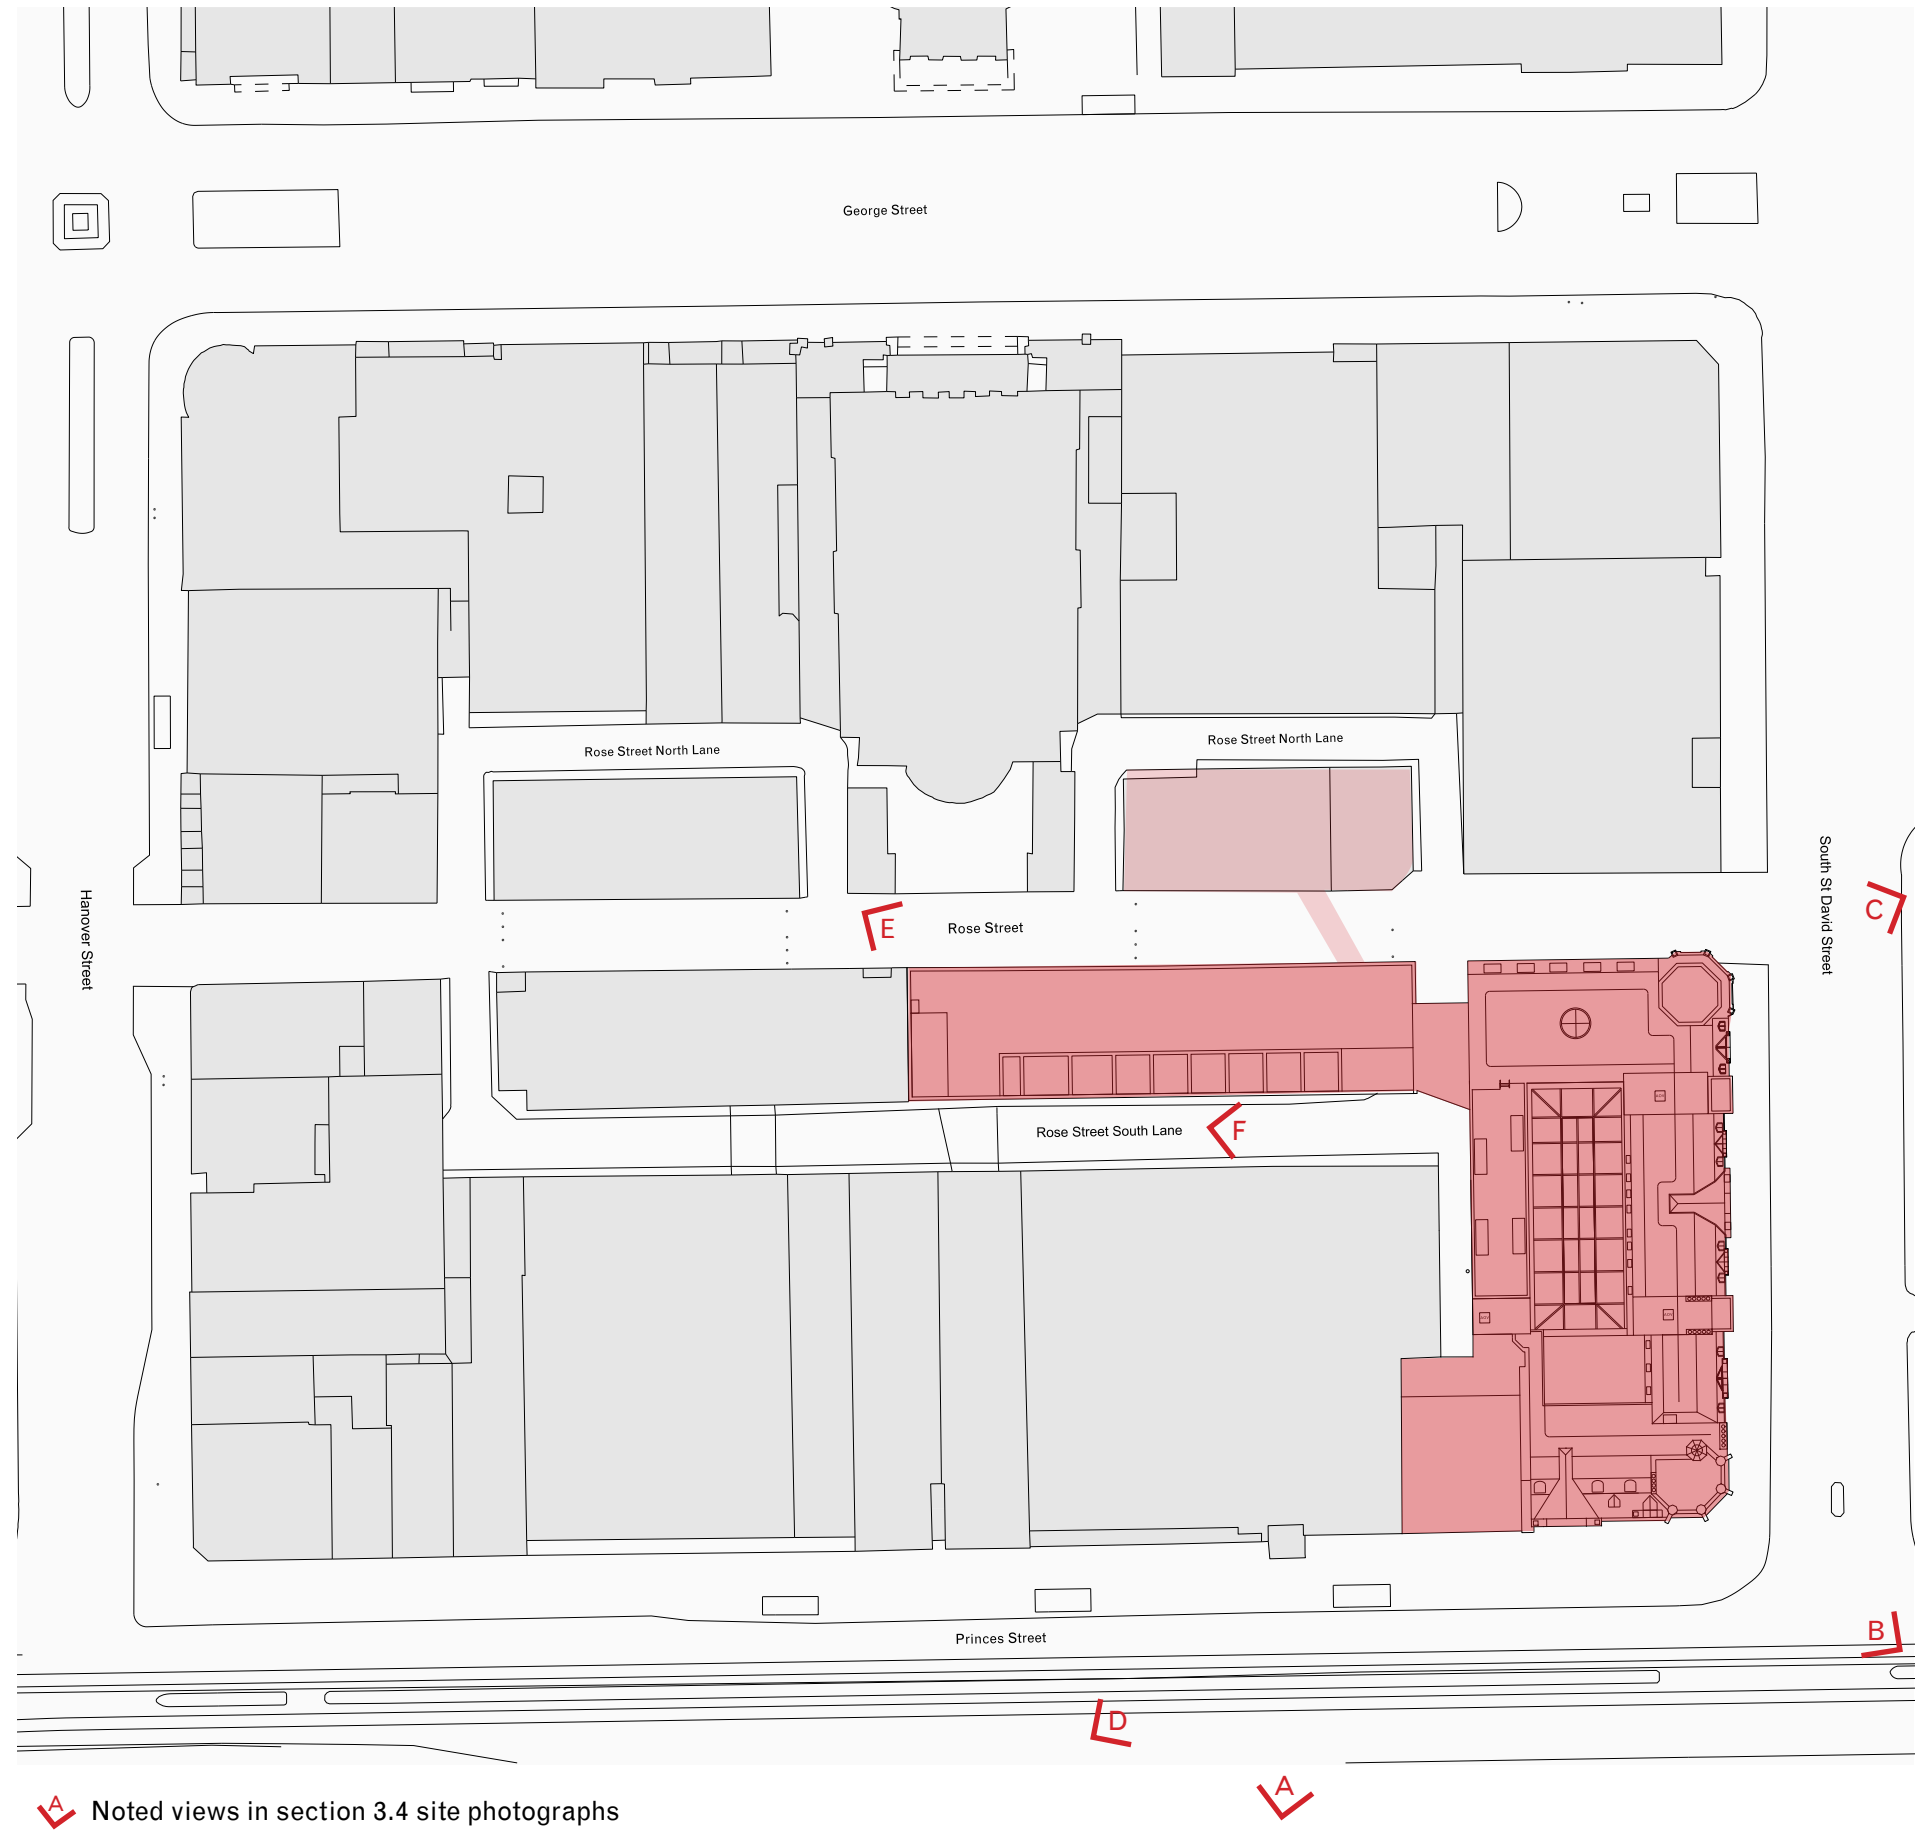 George Street
Rose Street North Lane
Rose Street North Lane
Hanover Street
South St David Street
C
E
Rose Street
Rose Street South Lane
F
Princes Street
B
D
A
A
Noted views in section 3.4 site photographs